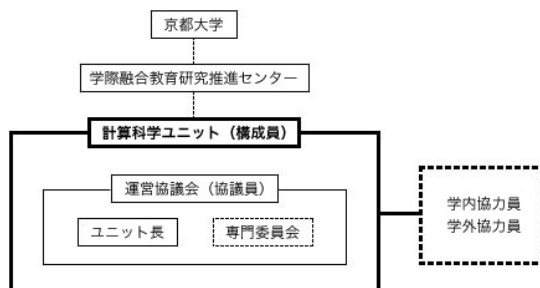 京都大学
学際融合教育研究推進センター
計算科学ユニット（構成員）
運営協議会（協議員）
ユニット長
専門委員会
学内協力員
学外協力員